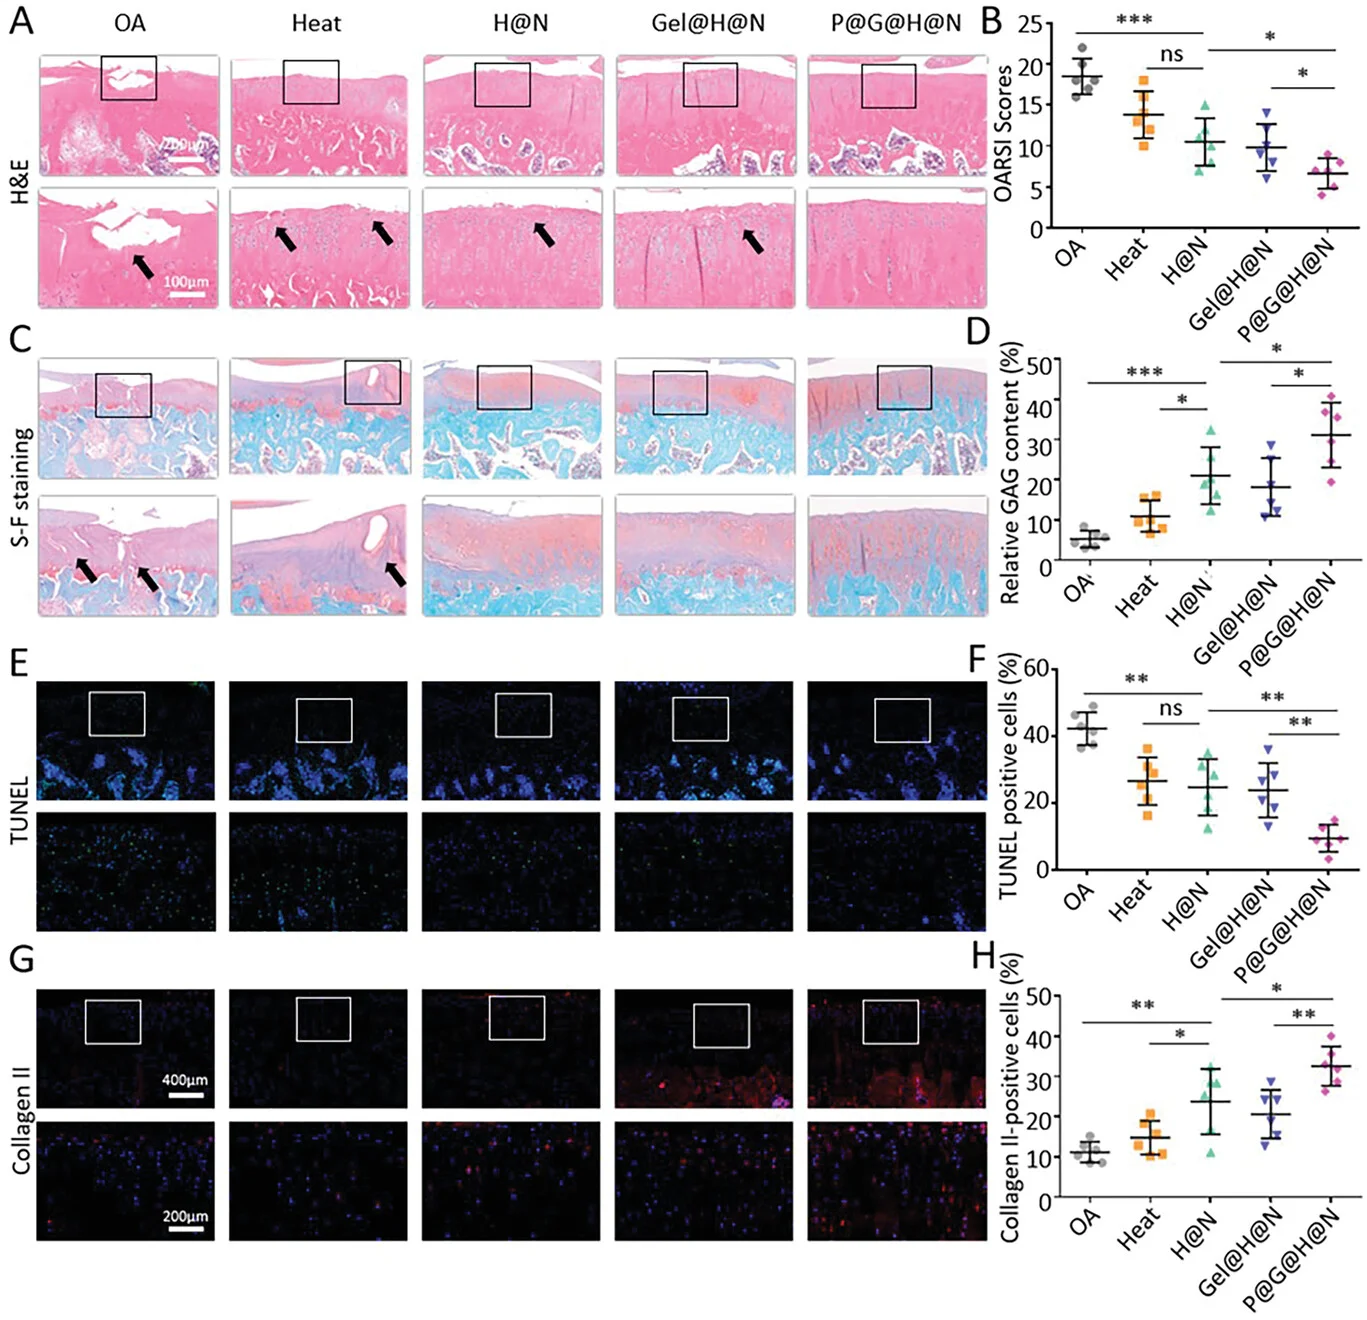 A
OA
Heat
H@N
Gel@H@N
P@G@H@N
H&E
200μm
100μm
B
OARSI Scores
25
20
15
10
5
0
***
ns
*
*
OA
Heat
H@N
Gel@H@N
P@G@H@N
C
S-F staining
D
Relative GAG content (%)
50
40
30
20
10
0
***
*
*
*
OA
Heat
H@N
Gel@H@N
P@G@H@N
E
TUNEL
F
TUNEL positive cells (%)
60
40
20
0
**
ns
**
**
OA
Heat
H@N
Gel@H@N
P@G@H@N
G
Collagen II
400μm
200μm
H
Collagen II-positive cells (%)
50
40
30
20
10
0
**
*
*
**
OA
Heat
H@N
Gel@H@N
P@G@H@N